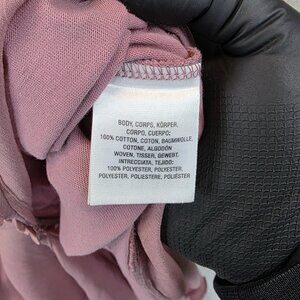 BODY, CORPS, KÖRPER,
CORPO, CUERPO:
100% COTTON, COTON, BAUMWOLLE,
COTONE, ALGODÓN
WOVEN, TISSER, GEWEBT,
INTRECCIATA, TEJIDO:
100% POLYESTER, POLYESTER,
POLYESTER, POLIESTERE, POLIÉSTER